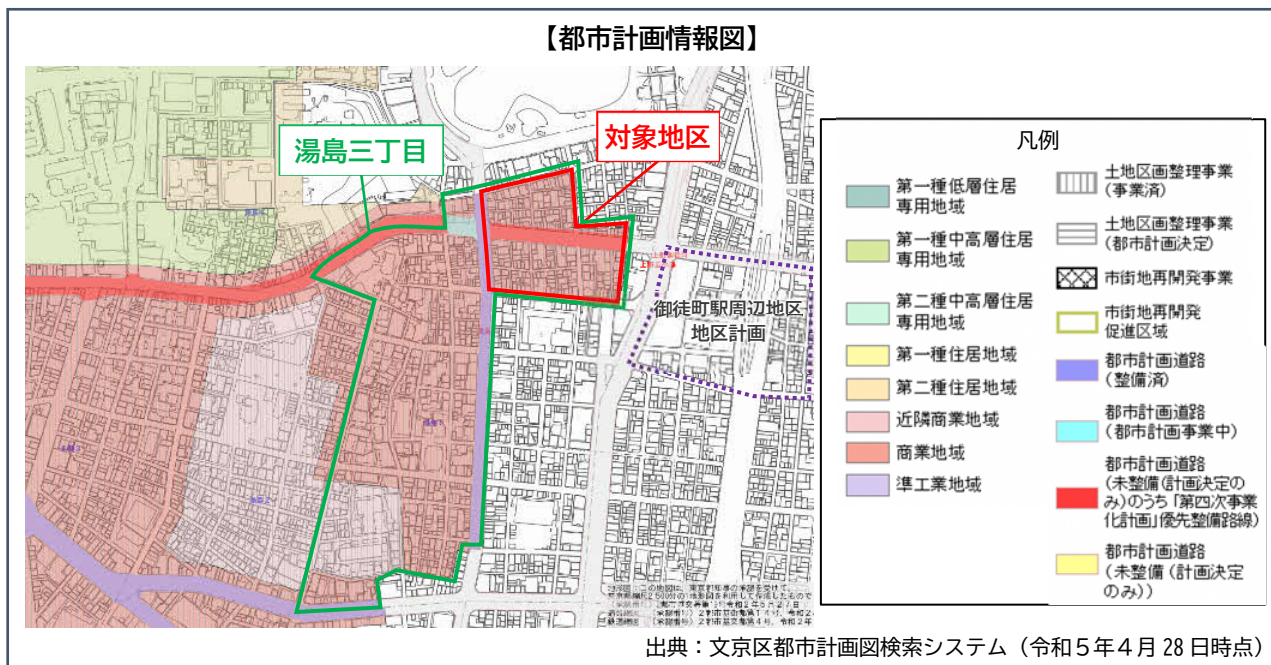 【都市計画情報図】
湯島三丁目
対象地区
御徒町駅周辺地区
地区計画
凡例
第一種低層住居
専用地域
第一種中高層住居
専用地域
第二種中高層住居
専用地域
第一種住居地域
第二種住居地域
近隣商業地域
商業地域
準工業地域
土地区画整理事業
(事業済)
土地区画整理事業
(都市計画決定)
市街地再開発事業
市街地再開発
促進区域
都市計画道路
(整備済)
都市計画道路
(都市計画事業中)
都市計画道路
(未整備(計画決定の
み)のうち「第四次事業
化計画」優先整備路線)
都市計画道路
(未整備 (計画決定
のみ))
出典：文京区都市計画図検索システム（令和５年４月 28 日時点）